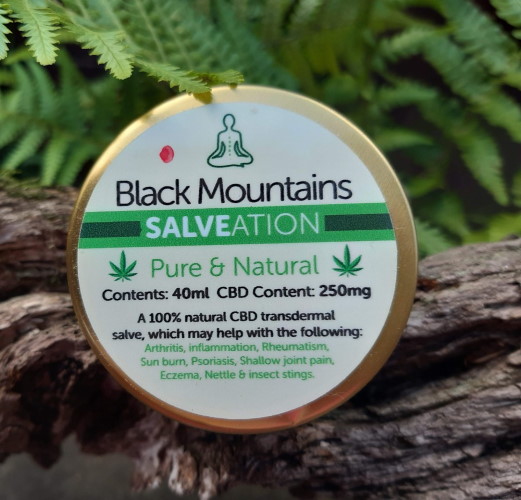 Black Mountains
SALVEATION
Pure & Natural
Contents: 40ml CBD Content: 250mg
A 100% natural CBD transdermal
salve, which may help with the following:
Arthritis, inflammation, Rheumatism,
Sun burn, Psoriasis, Shallow joint pain,
Eczema, Nettle & insect stings.